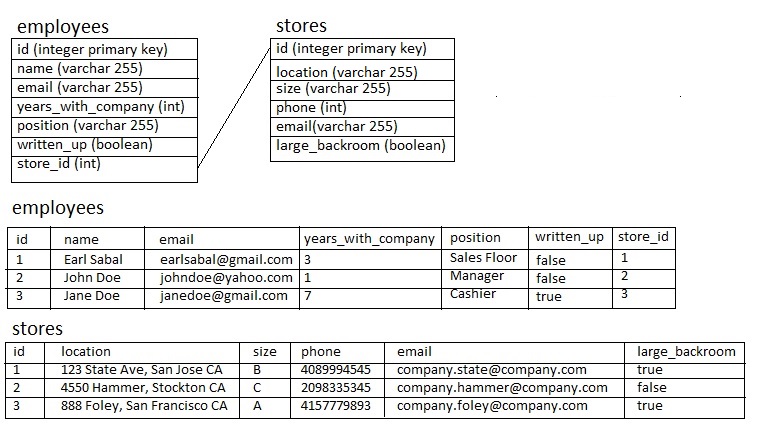 employees
id (integer primary key)
name (varchar 255)
email (varchar 255)
years_with_company (int)
position (varchar 255)
written_up (boolean)
store_id (int)
stores
id (integer primary key)
location (varchar 255)
size (varchar 255)
phone (int)
email(varchar 255)
large_backroom (boolean)
employees
id name email years_with_company position written_up store_id
1 Earl Sabal earlsabal@gmail.com 3 Sales Floor false 1
2 John Doe johndoe@yahoo.com 1 Manager false 2
3 Jane Doe janedoe@gmail.com 7 Cashier true 3
stores
id location size phone email large_backroom
1 123 State Ave, San Jose CA B 4089994545 company.state@company.com true
2 4550 Hammer, Stockton CA C 2098335345 company.hammer@company.com false
3 888 Foley, San Francisco CA A 4157779893 company.foley@company.com true